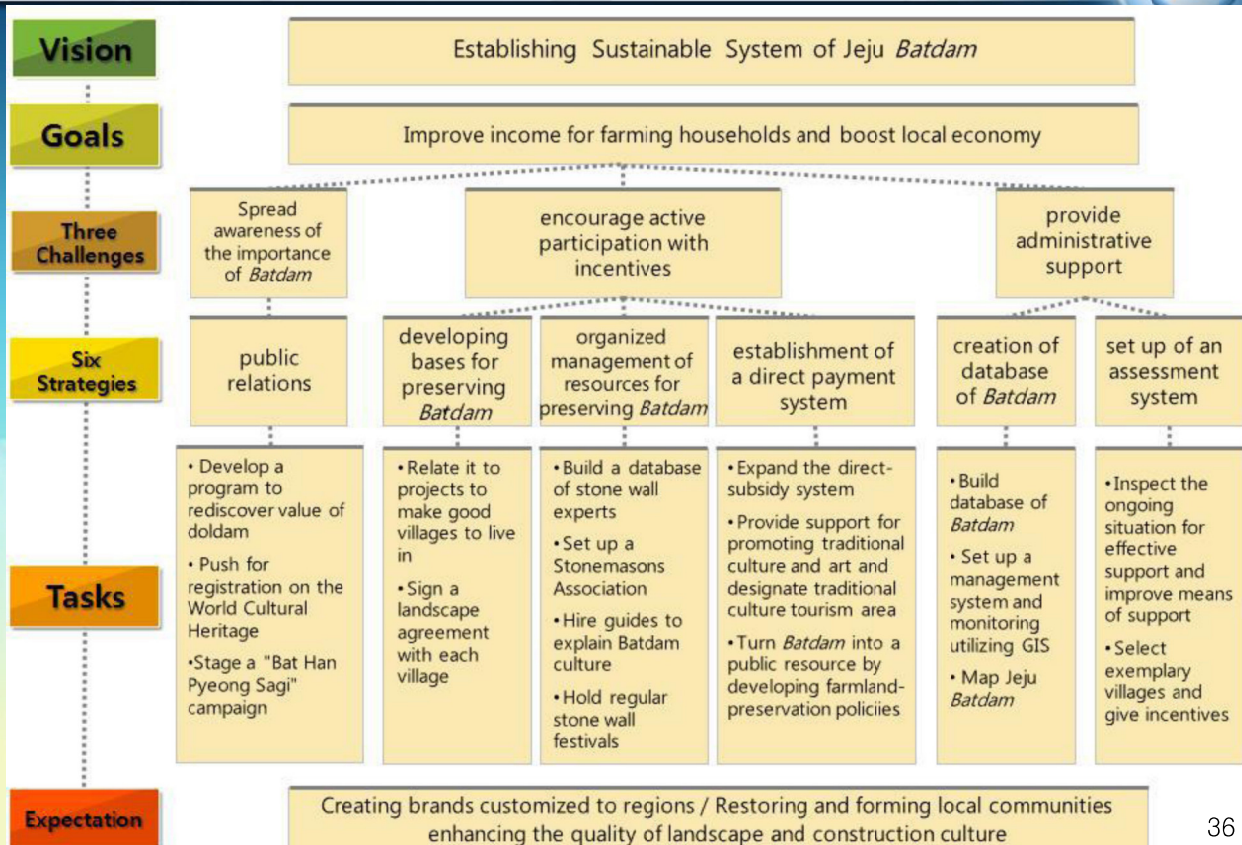 Vision
Establishing Sustainable System of Jeju Batdam
Goals
Improve income for farming households and boost local economy
Three
Challenges
Spread
awareness of
the importance
of Batdam
encourage active
participation with
incentives
provide
administrative
support
Six
Strategies
public
relations
developing
bases for
preserving
Batdam
organized
management of
resources for
preserving Batdam
establishment of
a direct payment
system
creation of
database
of Batdam
set up of an
assessment
system
Tasks
• Develop a
program to
rediscover value of
doldam
• Push for
registration on the
World Cultural
Heritage
•Stage a "Bat Han
Pyeong Sagi"
campaign
•Relate it to
projects to
make good
villages to live
in
•Sign a
landscape
agreement
with each
village
•Build a database
of stone wall
experts
•Set up a
Stonemasons
Association
•Hire guides to
explain Batdam
culture
•Hold regular
stone wall
festivals
•Expand the direct-
subsidy system
•Provide support for
promoting traditional
culture and art and
designate traditional
culture tourism area
•Turn Batdam into a
public resource by
developing farmland-
preservation policiies
•Build
database of
Batdam
• Set up a
management
system and
monitoring
utilizing GIS
• Map Jeju
Batdam
•Inspect the
ongoing
situation for
effective
support and
improve means
of support
•Select
exemplary
villages and
give incentives
Expectation
Creating brands customized to regions / Restoring and forming local communities
enhancing the quality of landscape and construction culture
36